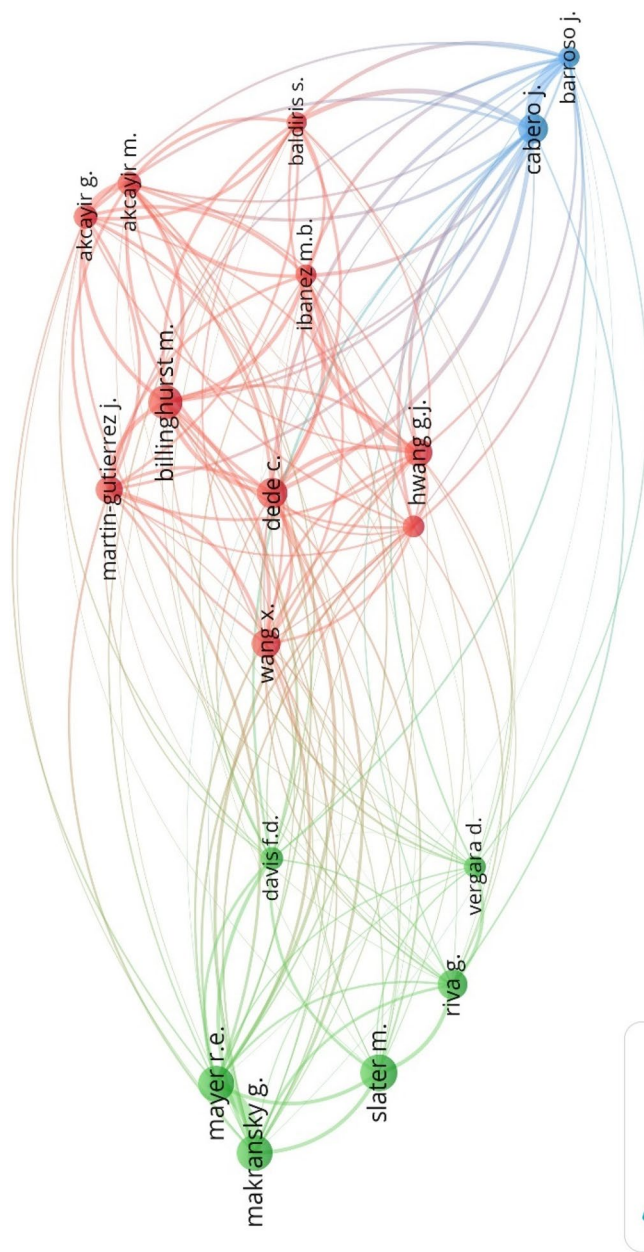 makransky g.
mayer r.e.
slater m.
riva g.
davis f.d.
vergara d.
wang x.
martin-gutierrez j.
dede c.
hwang g.j.
billinghurst m.
ibanez m.b.
akcayir g.
akcayir m.
baldiris s.
cabero j.
barroso j.